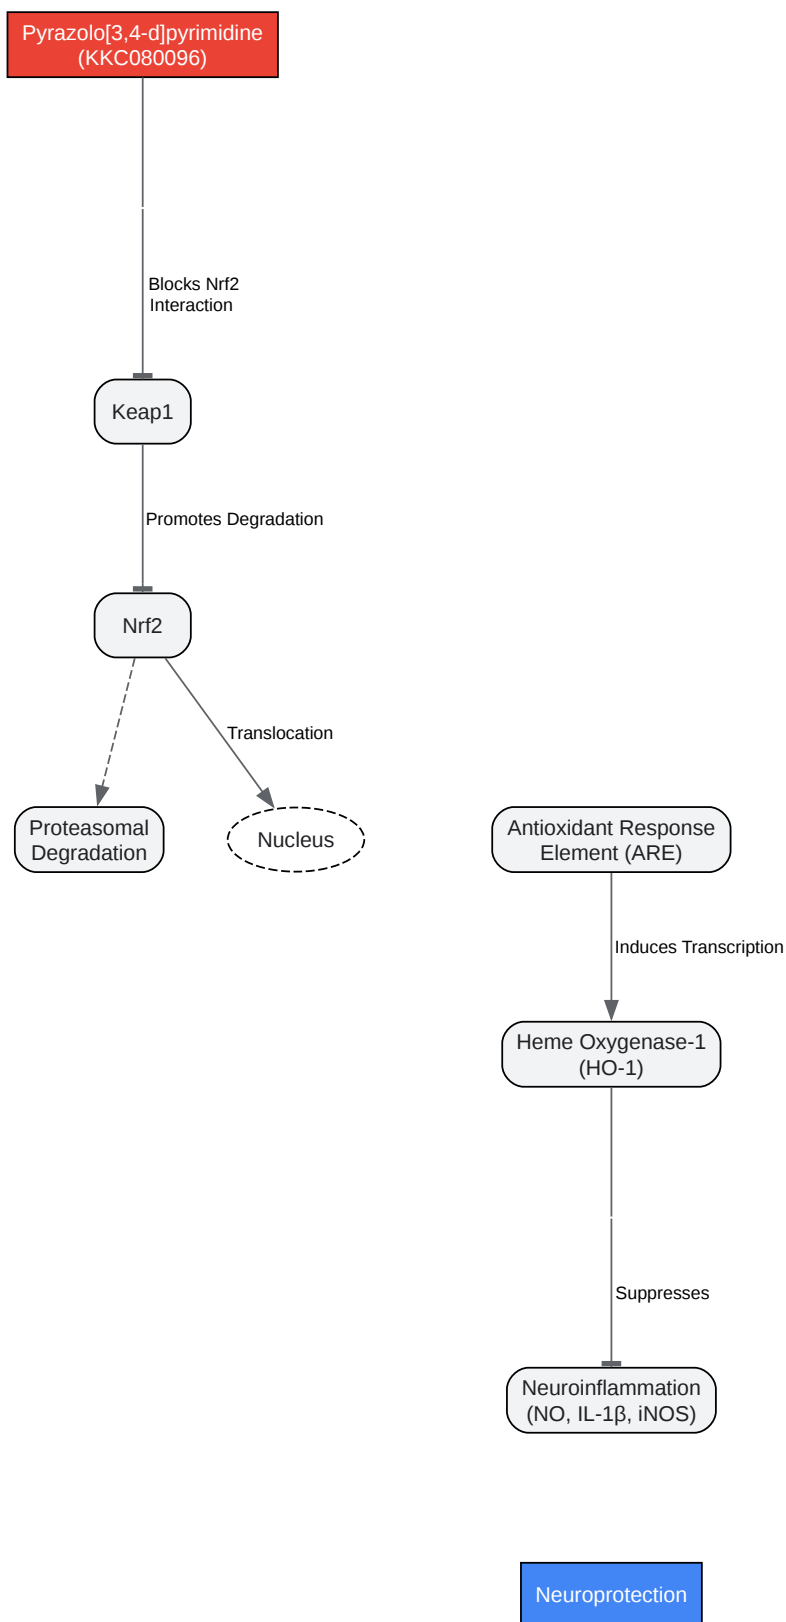 Pyrazolo[3,4-d]pyrimidine
(KKC080096)
Blocks Nrf2
Interaction
Keap1
Promotes Degradation
Nrf2
Translocation
Proteasomal
Degradation
Nucleus
Antioxidant Response
Element (ARE)
Induces Transcription
Heme Oxygenase-1
(HO-1)
Suppresses
Neuroinflammation
(NO, IL-1β, iNOS)
Neuroprotection